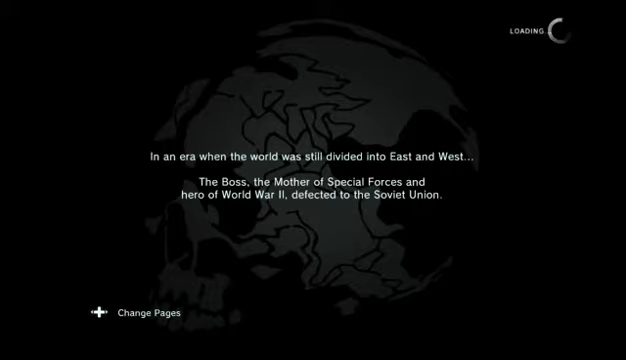 LOADING...
In an era when the world was still divided into East and West...
The Boss, the Mother of Special Forces and
hero of World War II, defected to the Soviet Union.
Change Pages